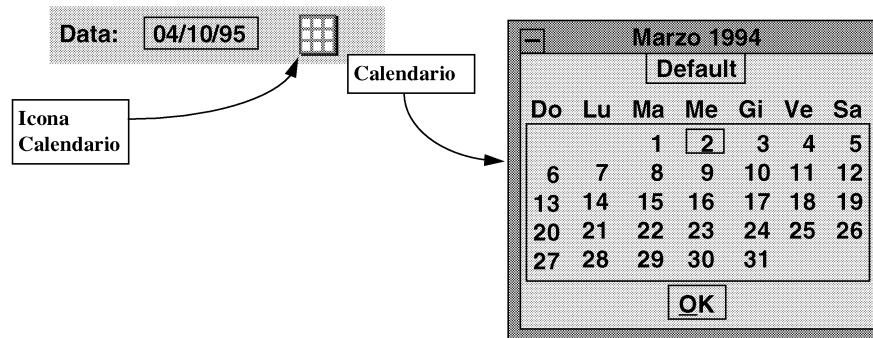 Data: 04/10/95
Icona
Calendario
Calendario
Marzo 1994
Default
Do Lu Ma Me Gi Ve Sa
1 2 3 4 5
6 7 8 9 10 11 12
13 14 15 16 17 18 19
20 21 22 23 24 25 26
27 28 29 30 31
OK